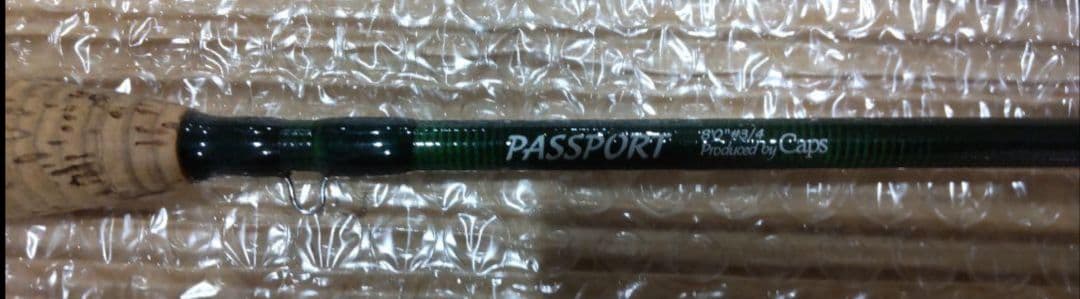 PASSPORT
8'0" #3/4
Produced by Caps